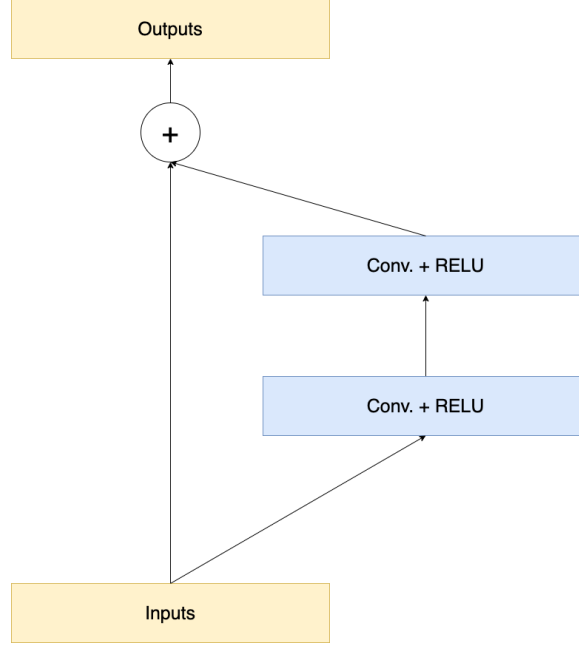 Outputs
+
Conv. + RELU
Conv. + RELU
Inputs